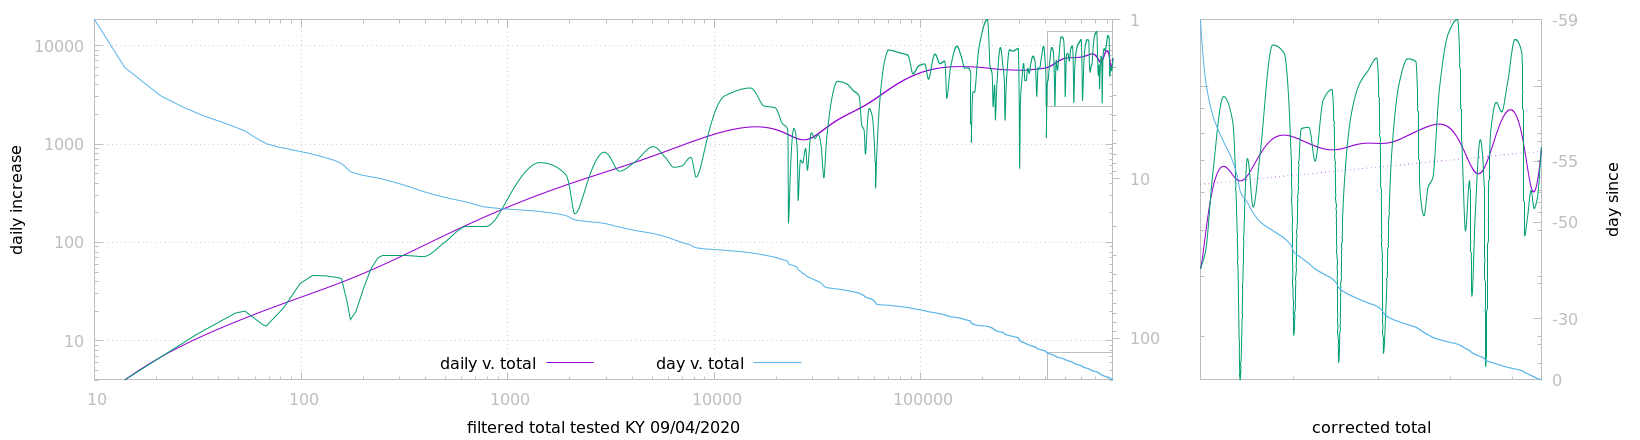 daily increase
10000
1000
100
10
10
100
1000
10000
100000
1
10
100
daily v. total
day v. total
filtered total tested KY 09/04/2020
-59
-55
-50
-30
0
day since
corrected total